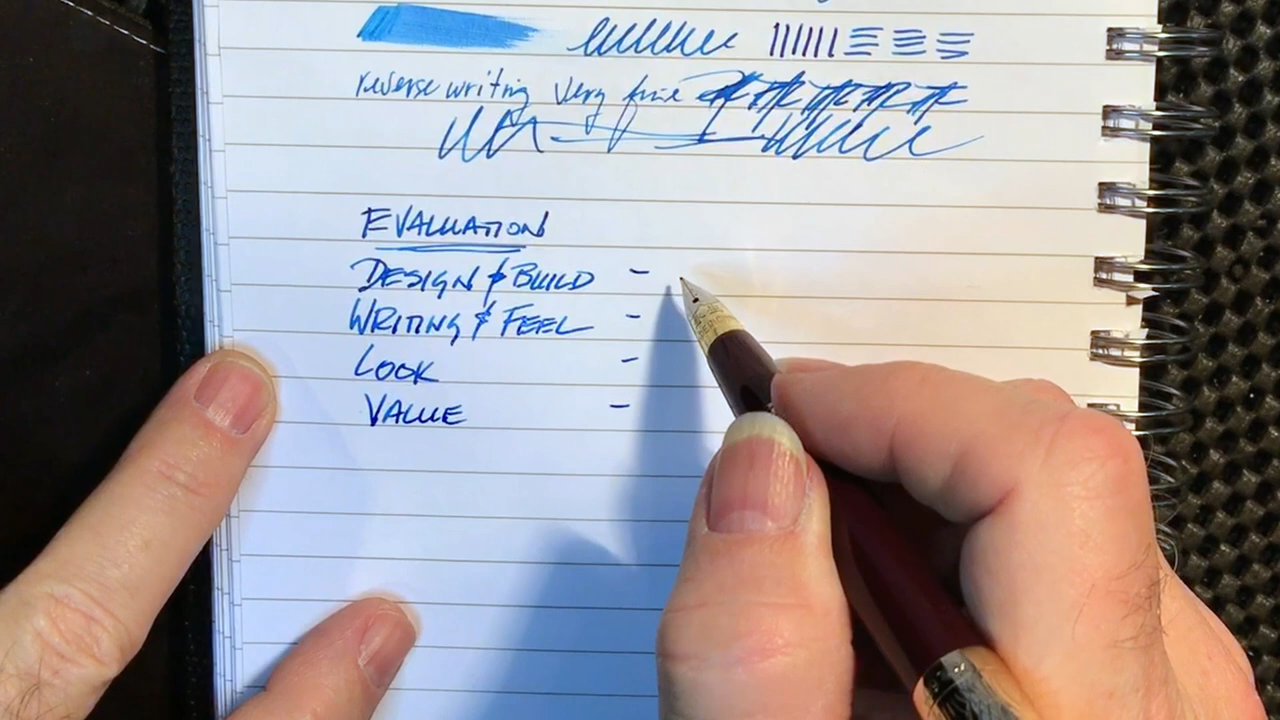 reverse writing very fine
EVALUATION
DESIGN & BUILD -
WRITING & FEEL -
LOOK -
VALUE -